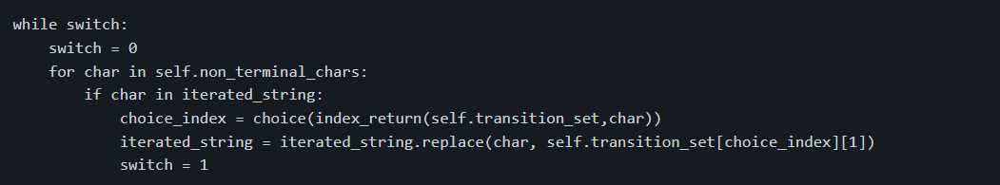 while switch:
    switch = 0
    for char in self.non_terminal_chars:
        if char in iterated_string:
            choice_index = choice(index_return(self.transition_set,char))
            iterated_string = iterated_string.replace(char, self.transition_set[choice_index][1])
            switch = 1